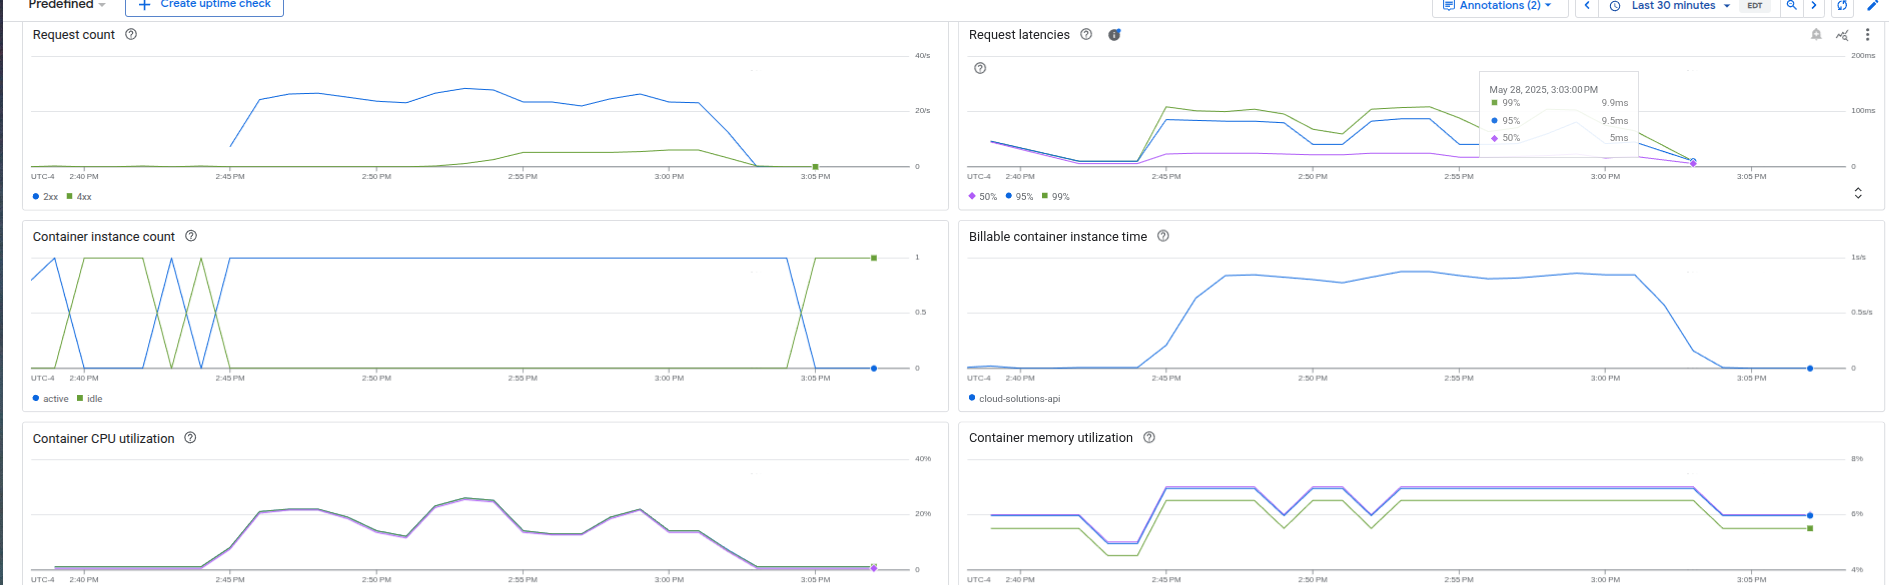 Predefined
Create uptime check
Annotations (2)
Last 30 minutes
EDT
Request count
40/s
20/s
0
UTC-4 2:40 PM 2:45 PM 2:50 PM 2:55 PM 3:00 PM 3:05 PM
2xx 4xx
Request latencies
200ms
100ms
0
May 28, 2025, 3:03:00 PM
99% 9.9ms
95% 9.5ms
50% 5ms
UTC-4 2:40 PM 2:45 PM 2:50 PM 2:55 PM 3:00 PM 3:05 PM
50% 95% 99%
Container instance count
1
0.5
0
UTC-4 2:40 PM 2:45 PM 2:50 PM 2:55 PM 3:00 PM 3:05 PM
active idle
Billable container instance time
1s/s
0.5s/s
0
UTC-4 2:40 PM 2:45 PM 2:50 PM 2:55 PM 3:00 PM 3:05 PM
cloud-solutions-api
Container CPU utilization
40%
20%
0
UTC-4 2:40 PM 2:45 PM 2:50 PM 2:55 PM 3:00 PM 3:05 PM
Container memory utilization
8%
6%
4%
UTC-4 2:40 PM 2:45 PM 2:50 PM 2:55 PM 3:00 PM 3:05 PM